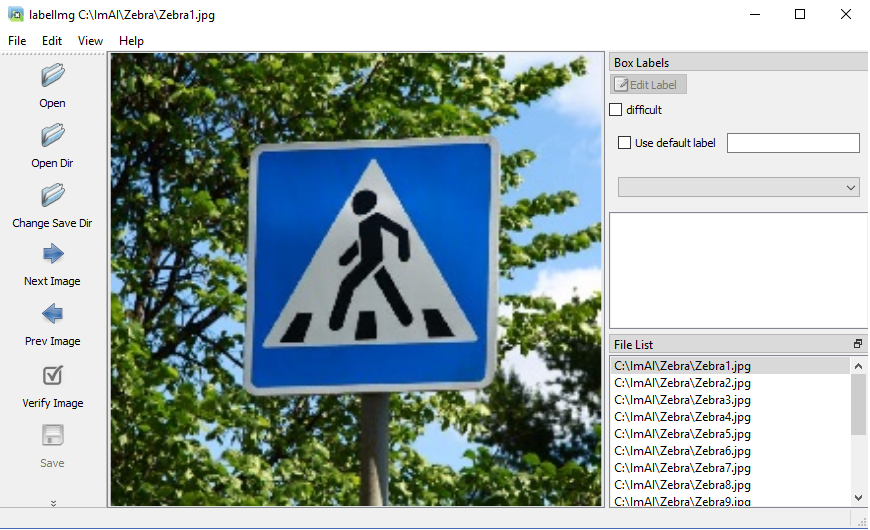 labelImg C:\ImAI\Zebra\Zebra1.jpg
File Edit View Help
Open
Open Dir
Change Save Dir
Next Image
Prev Image
Verify Image
Save
Box Labels
Edit Label
difficult
Use default label
File List
C:\ImAI\Zebra\Zebra1.jpg
C:\ImAI\Zebra\Zebra2.jpg
C:\ImAI\Zebra\Zebra3.jpg
C:\ImAI\Zebra\Zebra4.jpg
C:\ImAI\Zebra\Zebra5.jpg
C:\ImAI\Zebra\Zebra6.jpg
C:\ImAI\Zebra\Zebra7.jpg
C:\ImAI\Zebra\Zebra8.jpg
C:\ImAI\Zebra\Zebra9.jpg